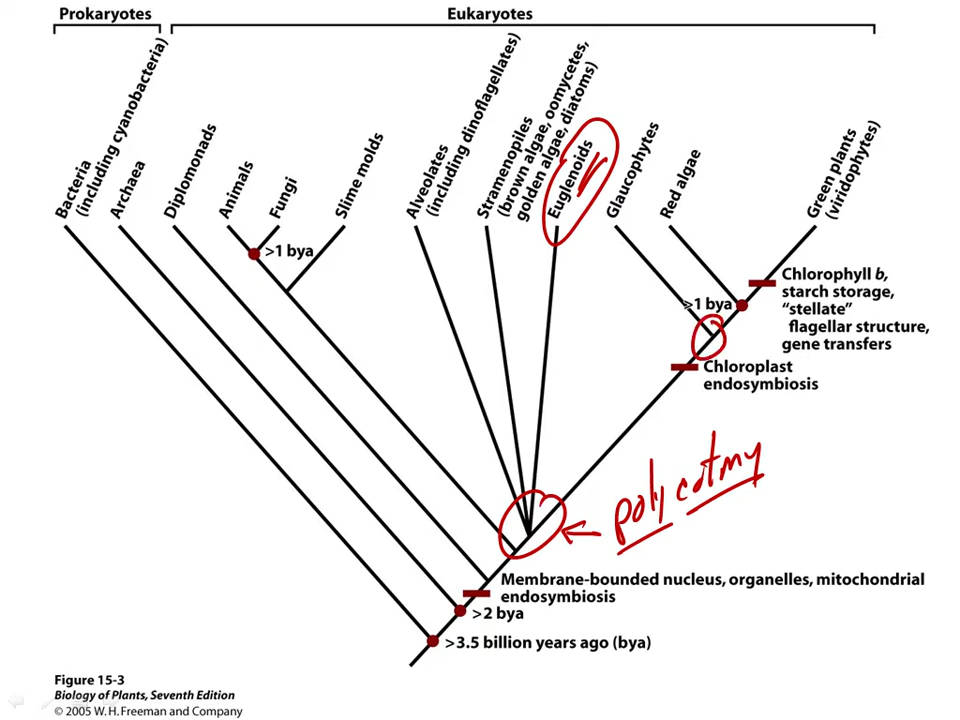 Prokaryotes
Eukaryotes
Bacteria
(including cyanobacteria)
Archaea
Diplomonads
Animals
Fungi
Slime molds
Alveolates
(including dinoflagellates)
Stramenopiles
(brown algae, oomycetes,
golden algae, diatoms)
Euglenoids
Glaucophytes
Red algae
Green plants
(viridophytes)
>1 bya
>1 bya
Chlorophyll b,
starch storage,
“stellate”
flagellar structure,
gene transfers
Chloroplast
endosymbiosis
polycotmy
Membrane-bounded nucleus, organelles, mitochondrial
endosymbiosis
>2 bya
>3.5 billion years ago (bya)
Figure 15-3
Biology of Plants, Seventh Edition
© 2005 W. H. Freeman and Company